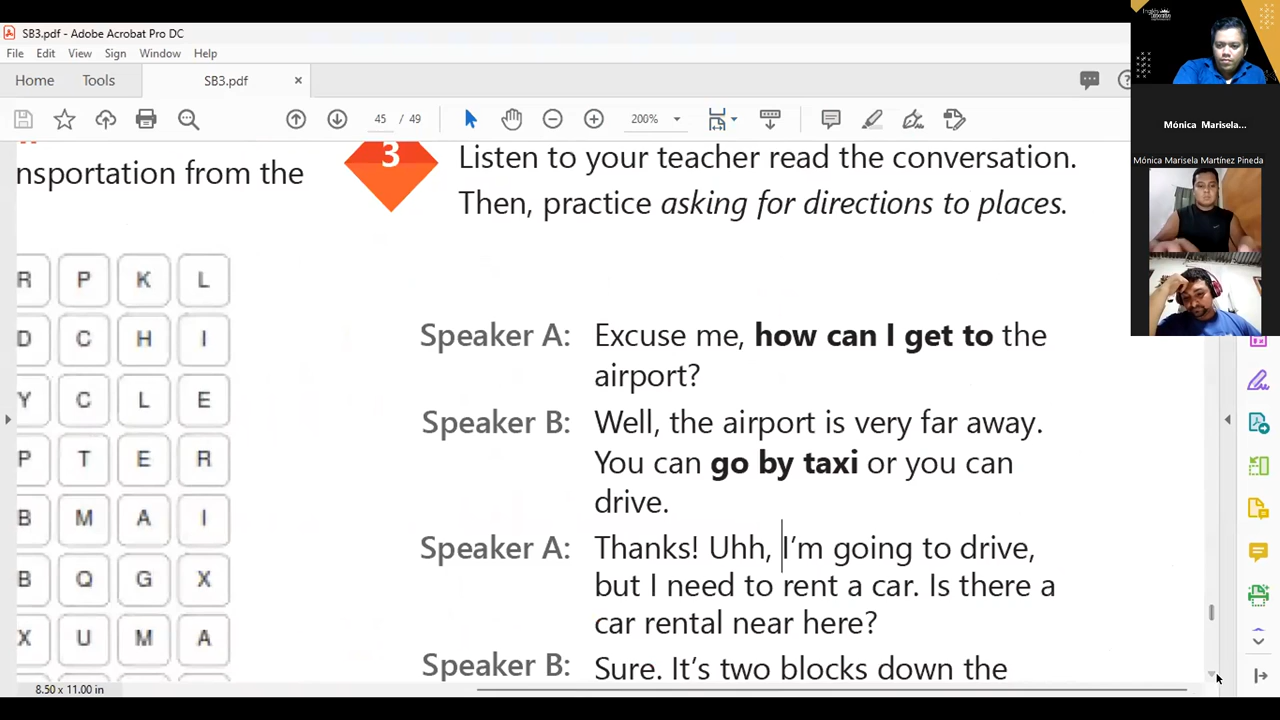 SB3.pdf - Adobe Acrobat Pro DC
File Edit View Sign Window Help
Home Tools SB3.pdf ×
45 / 49 200%
3
Listen to your teacher read the conversation.
Then, practice asking for directions to places.
nsportation from the
R P K L
D C H I
Y C L E
P T E R
B M A I
B Q G X
X U M A
Speaker A: Excuse me, how can I get to the
airport?
Speaker B: Well, the airport is very far away.
You can go by taxi or you can
drive.
Speaker A: Thanks! Uhh, I'm going to drive,
but I need to rent a car. Is there a
car rental near here?
Speaker B: Sure. It's two blocks down the
8.50 x 11.00 in
Mónica Marisela...
Mónica Marisela Martínez Pineda